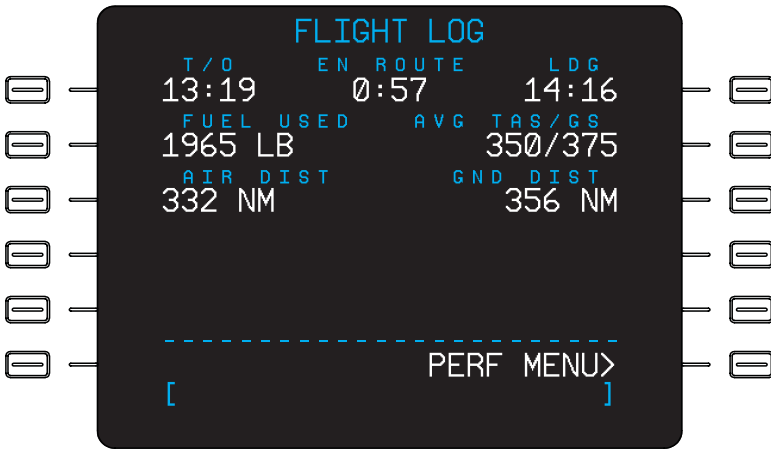 FLIGHT LOG
T/O EN ROUTE LDG
13:19 0:57 14:16
FUEL USED AVG TAS/GS
1965 LB 350/375
AIR DIST GND DIST
332 NM 356 NM
--------------------------
PERF MENU>
[ ]